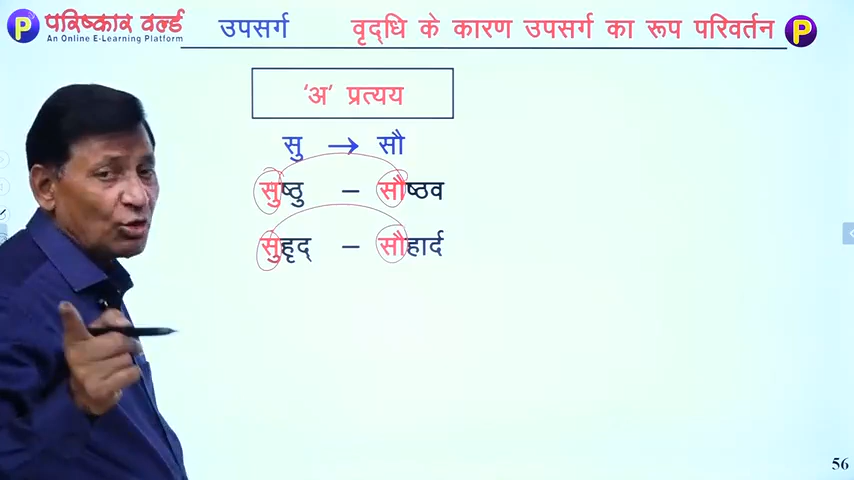 परिष्कार वर्ल्ड
An Online E-Learning Platform
उपसर्ग वृद्धि के कारण उपसर्ग का रूप परिवर्तन
'अ' प्रत्यय
सु → सौ
सुष्ठु – सौष्ठव
सुहृद् – सौहार्द
56